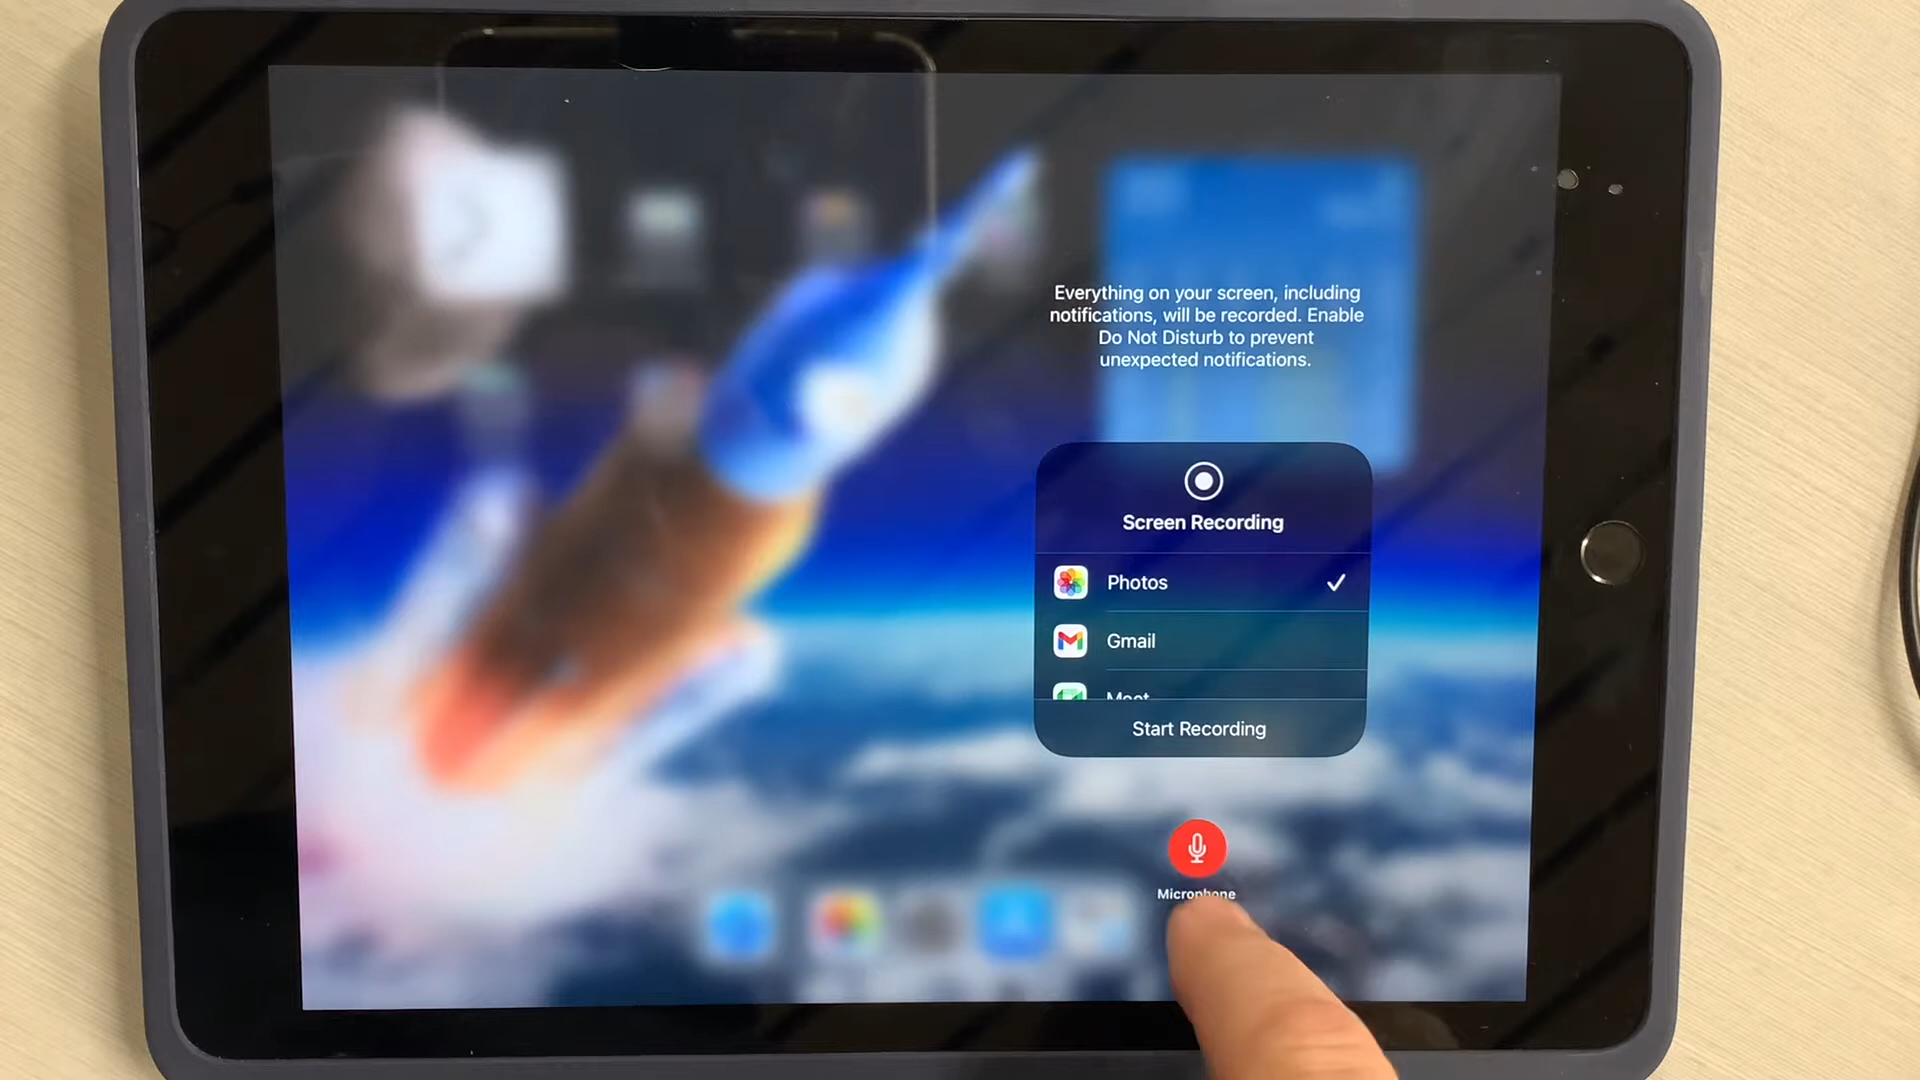 Everything on your screen, including
notifications, will be recorded. Enable
Do Not Disturb to prevent
unexpected notifications.
Screen Recording
Photos
Gmail
Meet
Start Recording
Microphone